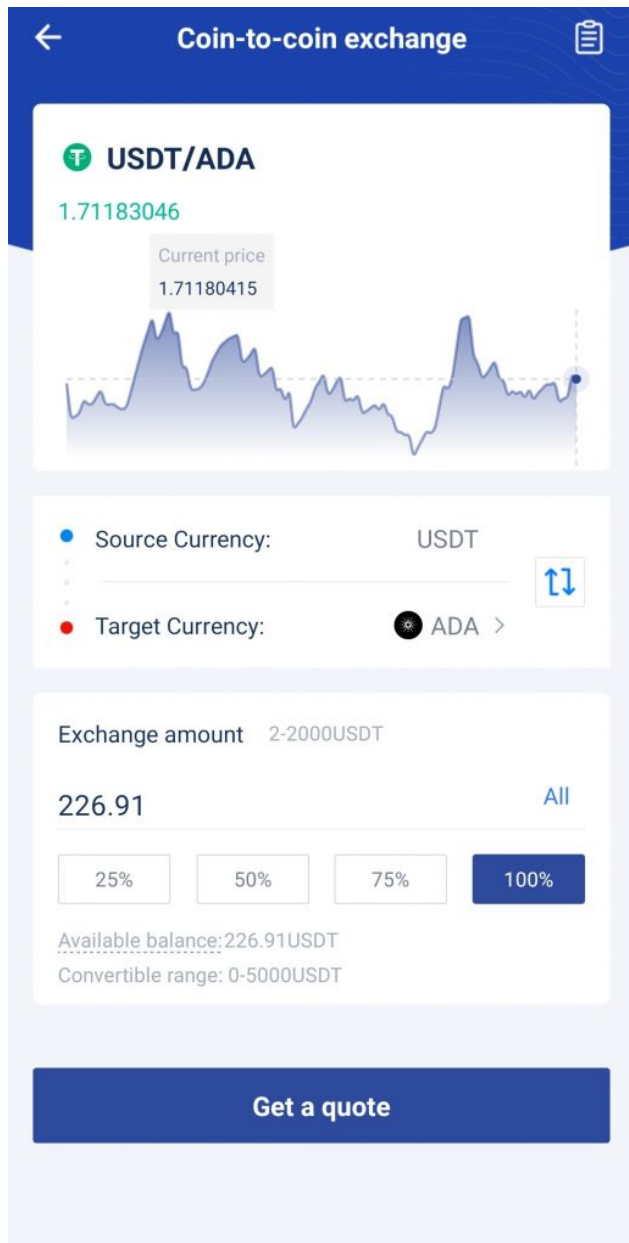 Coin-to-coin exchange
USDT/ADA
1.71183046
Current price
1.71180415
Source Currency: USDT
Target Currency: ADA >
Exchange amount 2-2000USDT
226.91 All
25% 50% 75% 100%
Available balance:226.91USDT
Convertible range: 0-5000USDT
Get a quote